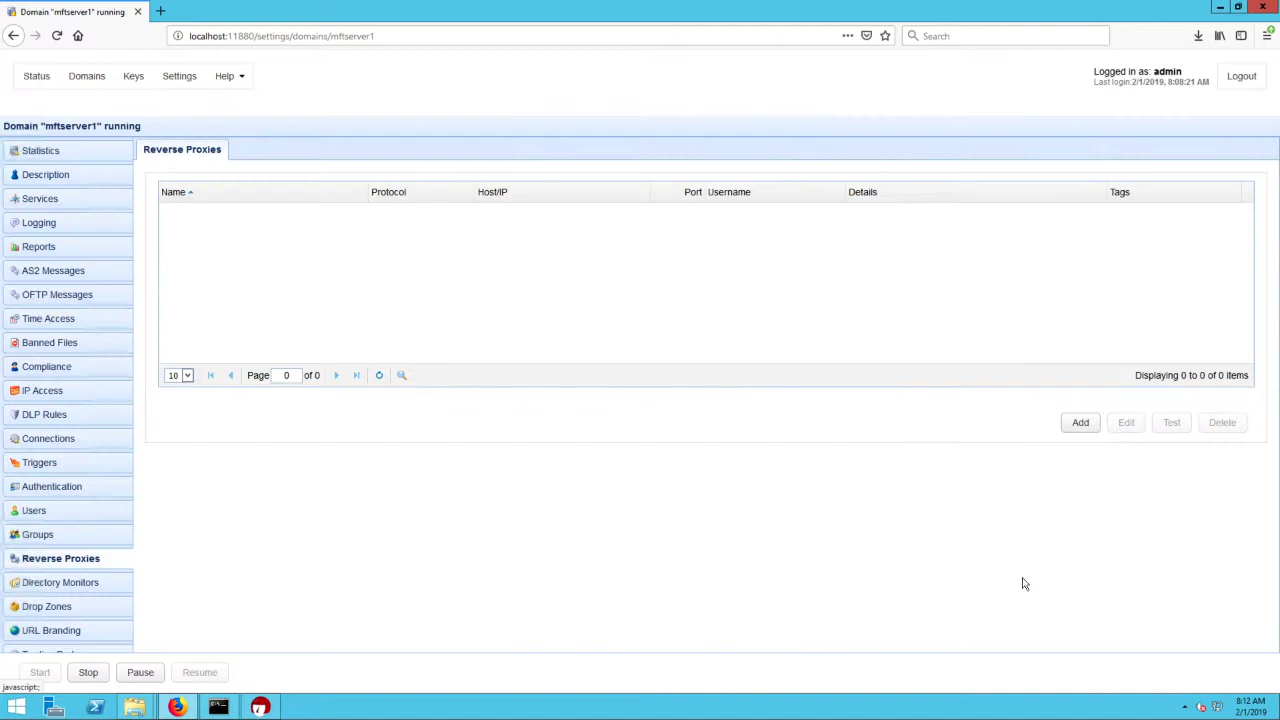 Domain "mftserver1" running
localhost:11880/settings/domains/mftserver1
Search
Status
Domains
Keys
Settings
Help
Logged in as: admin
Last login:2/1/2019, 8:08:21 AM
Logout
Domain "mftserver1" running
Statistics
Description
Services
Logging
Reports
AS2 Messages
OFTP Messages
Time Access
Banned Files
Compliance
IP Access
DLP Rules
Connections
Triggers
Authentication
Users
Groups
Reverse Proxies
Directory Monitors
Drop Zones
URL Branding
Reverse Proxies
Name
Protocol
Host/IP
Port
Username
Details
Tags
10
Page 0 of 0
Displaying 0 to 0 of 0 items
Add
Edit
Test
Delete
Start
Stop
Pause
Resume
javascript:;
8:12 AM
2/1/2019